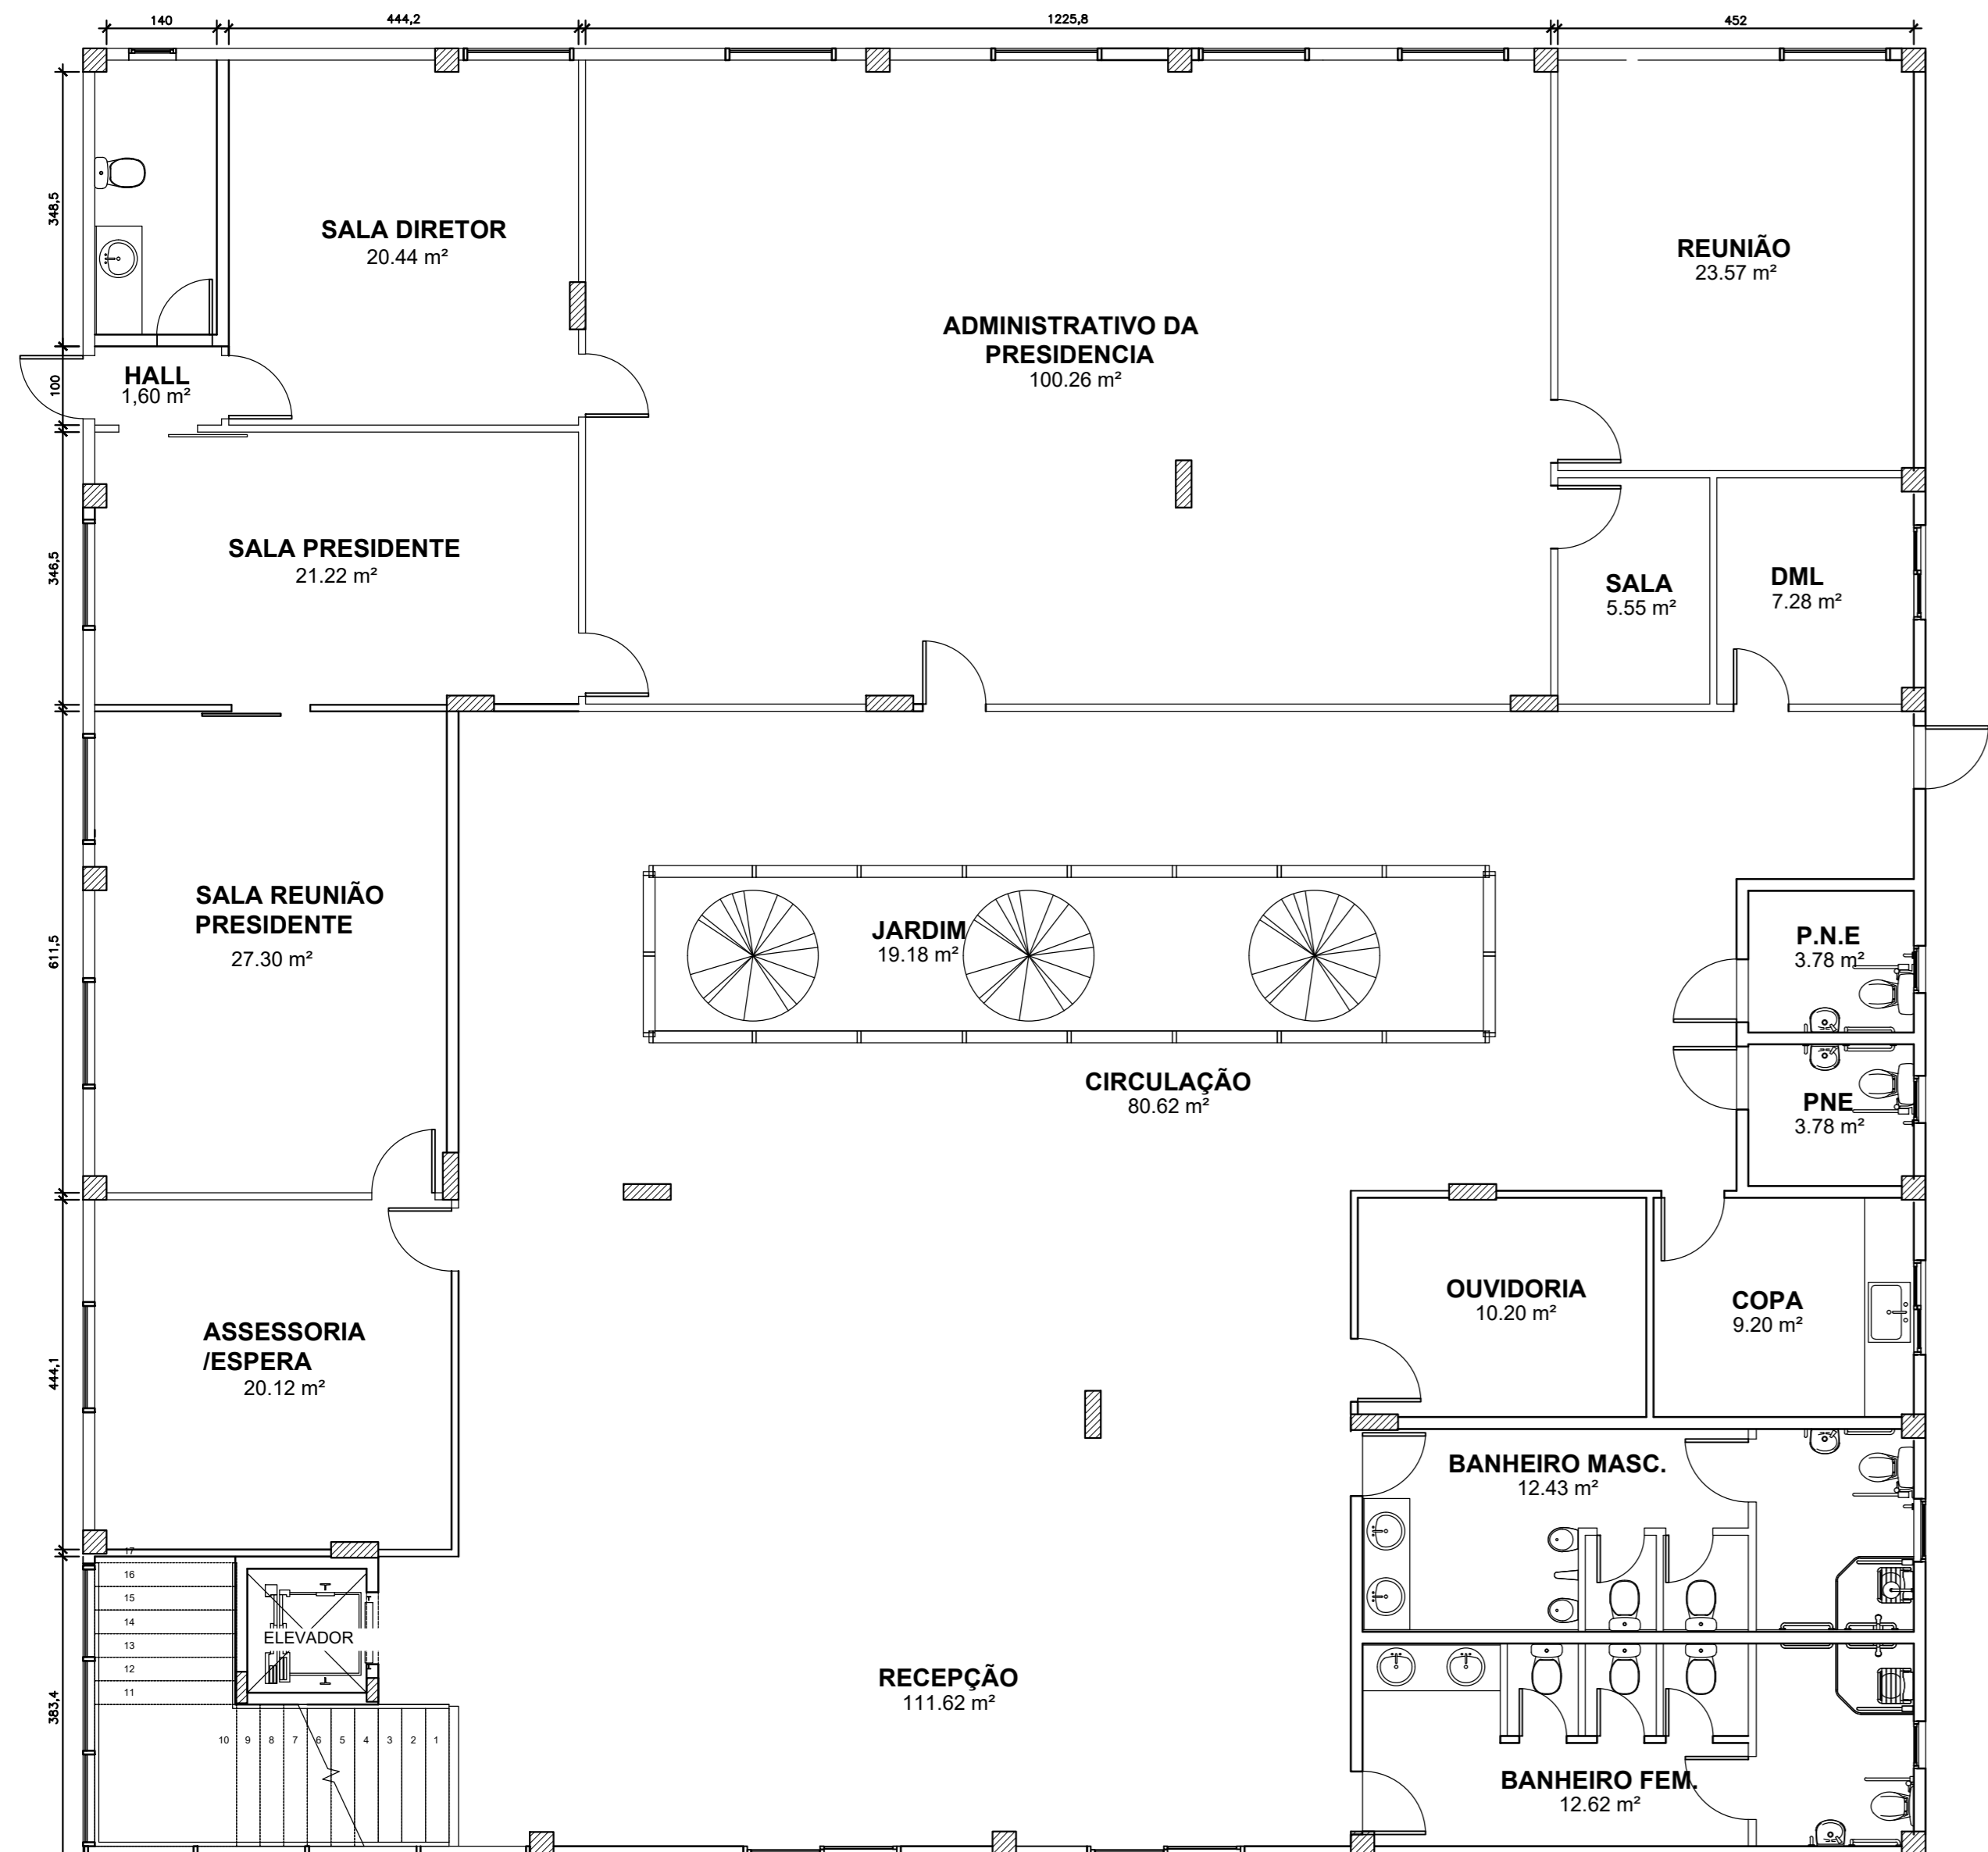 140
444,2
1225,8
452
348,5
100
346,5
611,5
444,1
383,4
SALA DIRETOR
20.44 m²
REUNIÃO
23.57 m²
ADMINISTRATIVO DA
PRESIDENCIA
100.26 m²
HALL
1,60 m²
SALA PRESIDENTE
21.22 m²
SALA
5.55 m²
DML
7.28 m²
SALA REUNIÃO
PRESIDENTE
27.30 m²
JARDIM
19.18 m²
P.N.E
3.78 m²
CIRCULAÇÃO
80.62 m²
PNE
3.78 m²
OUVIDORIA
10.20 m²
COPA
9.20 m²
ASSESSORIA
/ESPERA
20.12 m²
BANHEIRO MASC.
12.43 m²
17
16
15
14
13
12
11
ELEVADOR
RECEPÇÃO
111.62 m²
10 9 8 7 6 5 4 3 2 1
BANHEIRO FEM.
12.62 m²